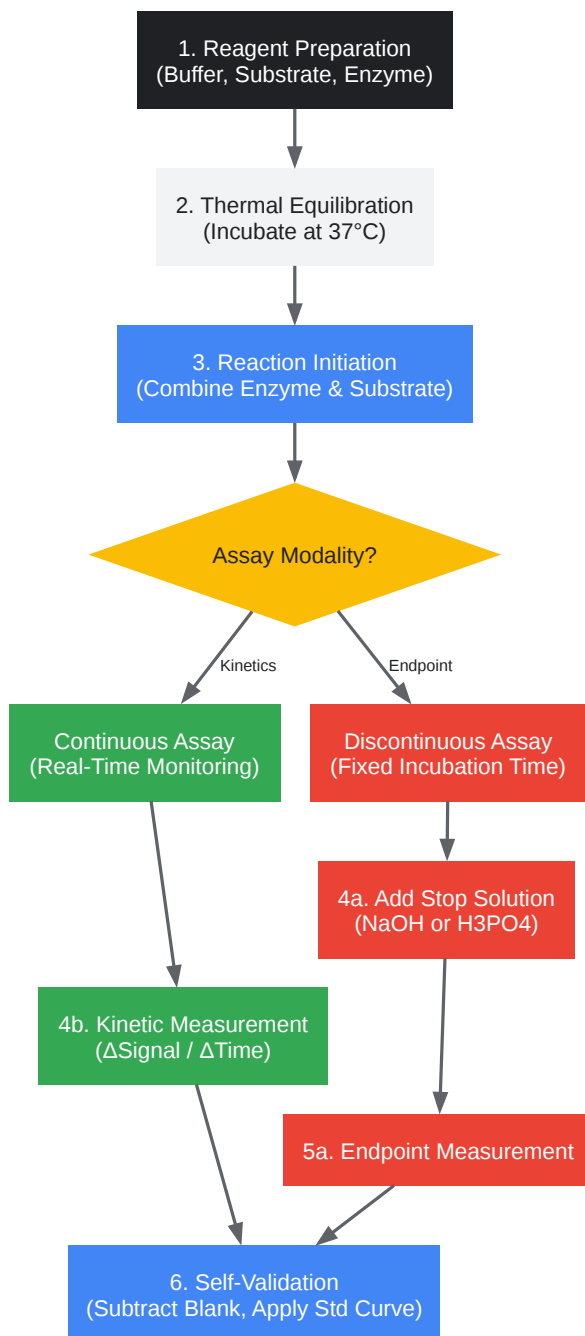 1. Reagent Preparation
(Buffer, Substrate, Enzyme)
2. Thermal Equilibration
(Incubate at 37°C)
3. Reaction Initiation
(Combine Enzyme & Substrate)
Assay Modality?
Kinetics
Endpoint
Continuous Assay
(Real-Time Monitoring)
Discontinuous Assay
(Fixed Incubation Time)
4a. Add Stop Solution
(NaOH or H3PO4)
4b. Kinetic Measurement
(ΔSignal / ΔTime)
5a. Endpoint Measurement
6. Self-Validation
(Subtract Blank, Apply Std Curve)